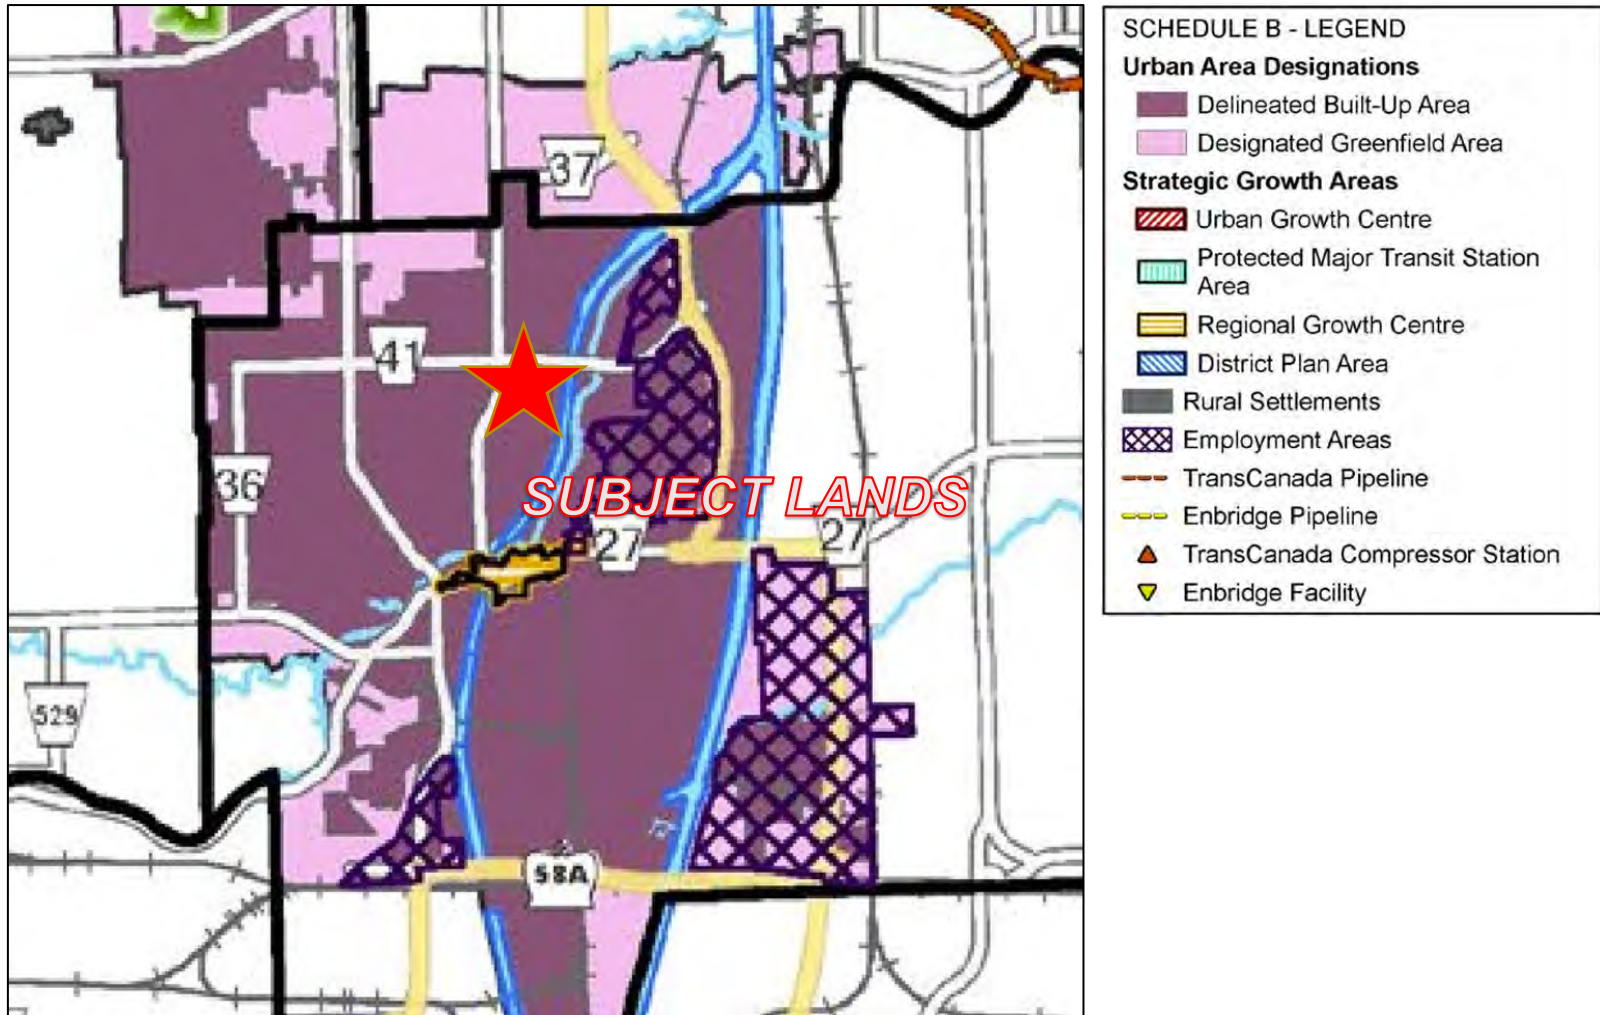 37
41
36
SUBJECT LANDS
27
27
529
58A
SCHEDULE B - LEGEND
Urban Area Designations
Delineated Built-Up Area
Designated Greenfield Area
Strategic Growth Areas
Urban Growth Centre
Protected Major Transit Station
Area
Regional Growth Centre
District Plan Area
Rural Settlements
Employment Areas
TransCanada Pipeline
Enbridge Pipeline
TransCanada Compressor Station
Enbridge Facility